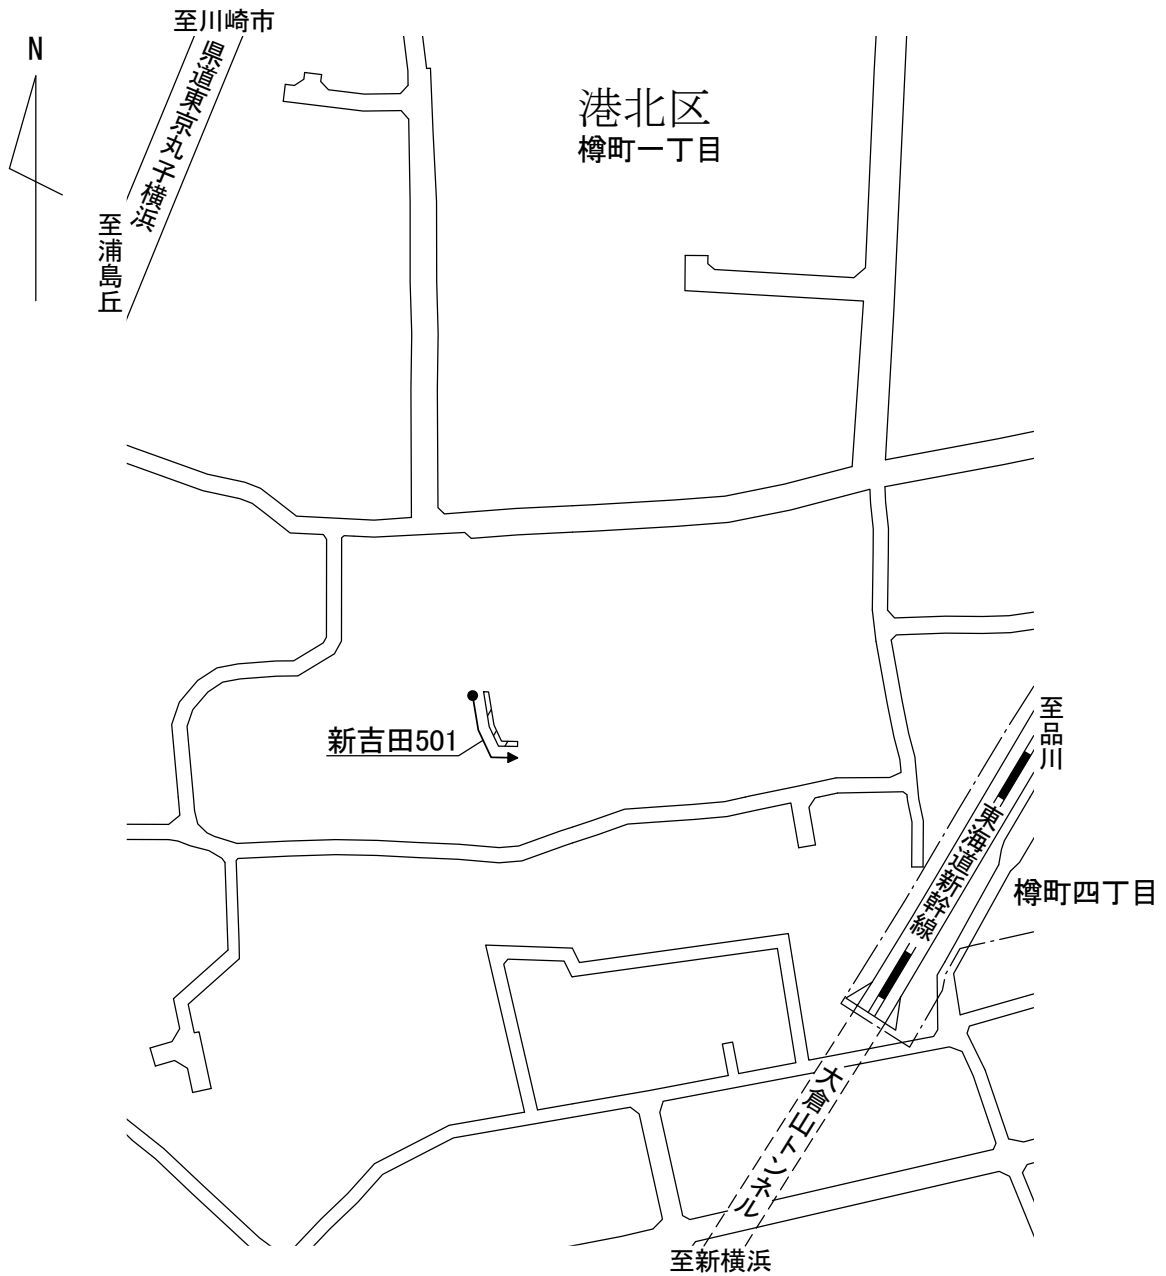 至川崎市
N
県道東京丸子横浜
至浦島丘
港北区
樽町一丁目
新吉田501
至品川
東海道新幹線
樽町四丁目
大倉山トンネル
至新横浜